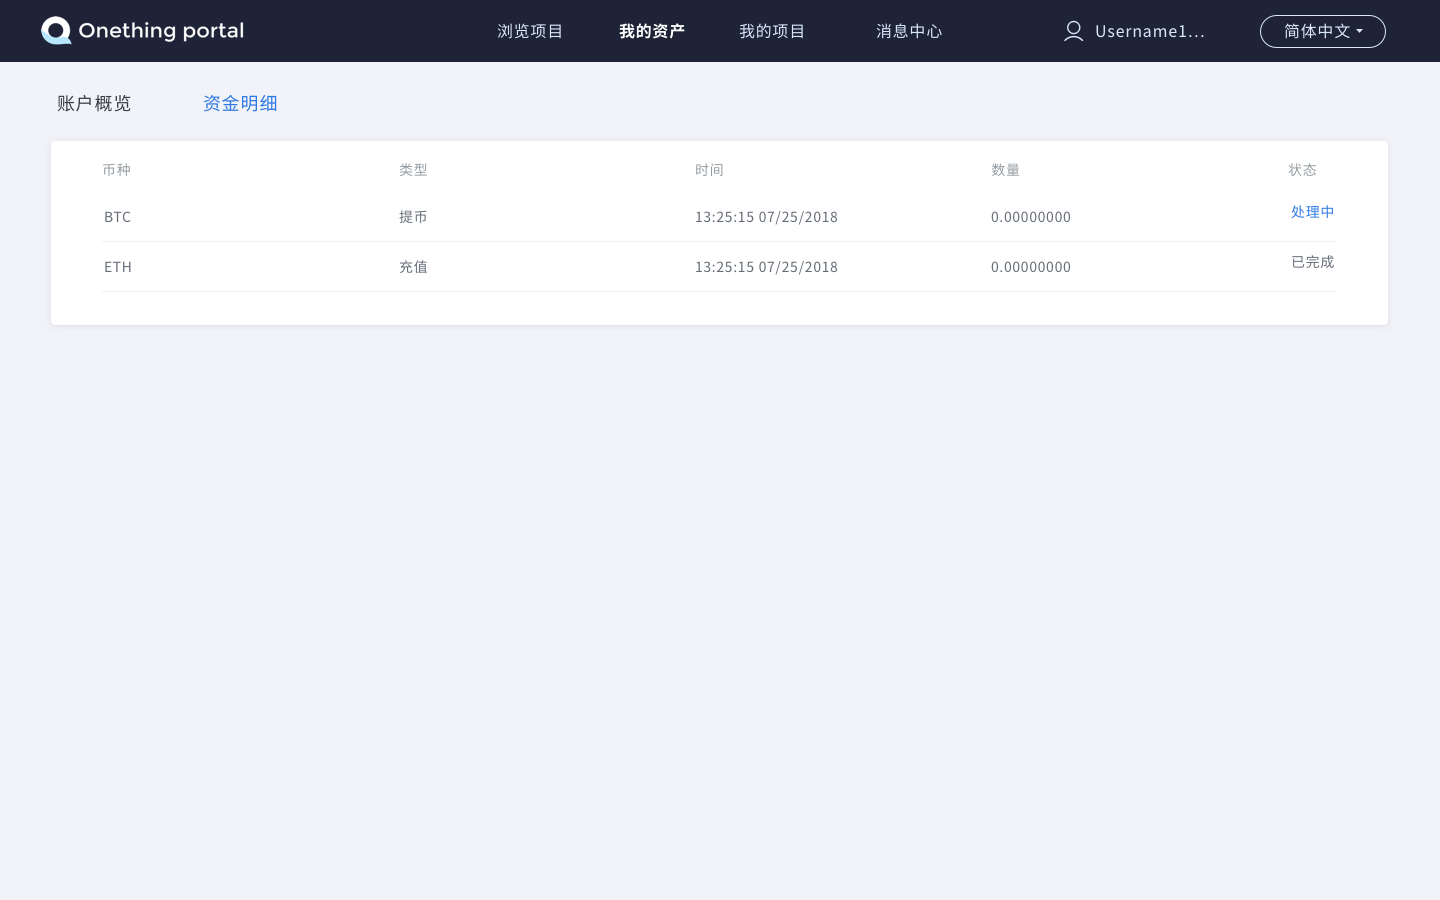 Onething portal 浏览项目 我的资产 我的项目 消息中心 Username1... 简体中文
账户概览 资金明细
币种 类型 时间 数量 状态
BTC 提币 13:25:15 07/25/2018 0.00000000 处理中
ETH 充值 13:25:15 07/25/2018 0.00000000 已完成